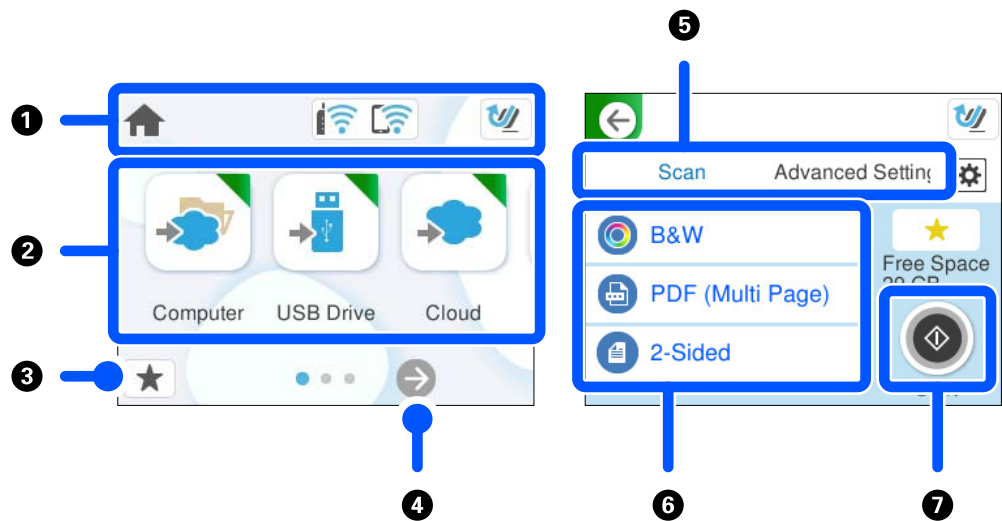 5
1
Scan Advanced Setting
2
B&W
Free Space
PDF (Multi Page)
Computer USB Drive Cloud
2-Sided
3
4
6
7